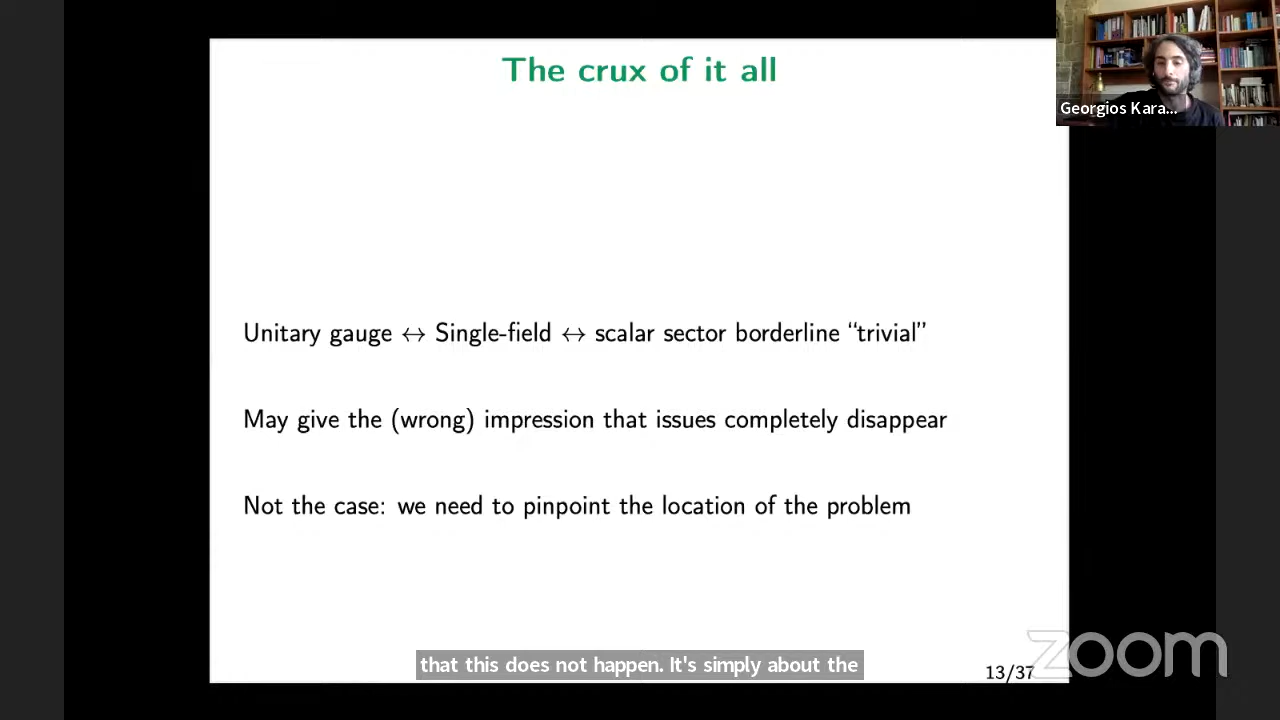 The crux of it all
Georgios Kara...
Unitary gauge ↔ Single-field ↔ scalar sector borderline “trivial”
May give the (wrong) impression that issues completely disappear
Not the case: we need to pinpoint the location of the problem
that this does not happen. It's simply about the
13/37
zoom